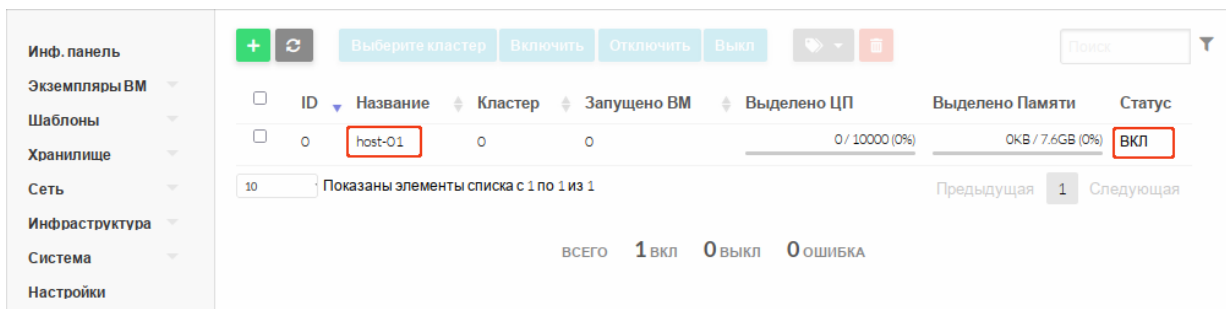 Инф. панель
Экземпляры ВМ
Шаблоны
Хранилище
Сеть
Инфраструктура
Система
Настройки
+ Выберите кластер Включить Отключить Выкл Поиск
ID Название Кластер Запущено ВМ Выделено ЦП Выделено Памяти Статус
0 host-01 0 0 0 / 10000 (0%) 0KB / 7.6GB (0%) ВКЛ
10 Показаны элементы списка с 1 по 1 из 1 Предыдущая 1 Следующая
ВСЕГО 1 ВКЛ 0 ВЫКЛ 0 ОШИБКА